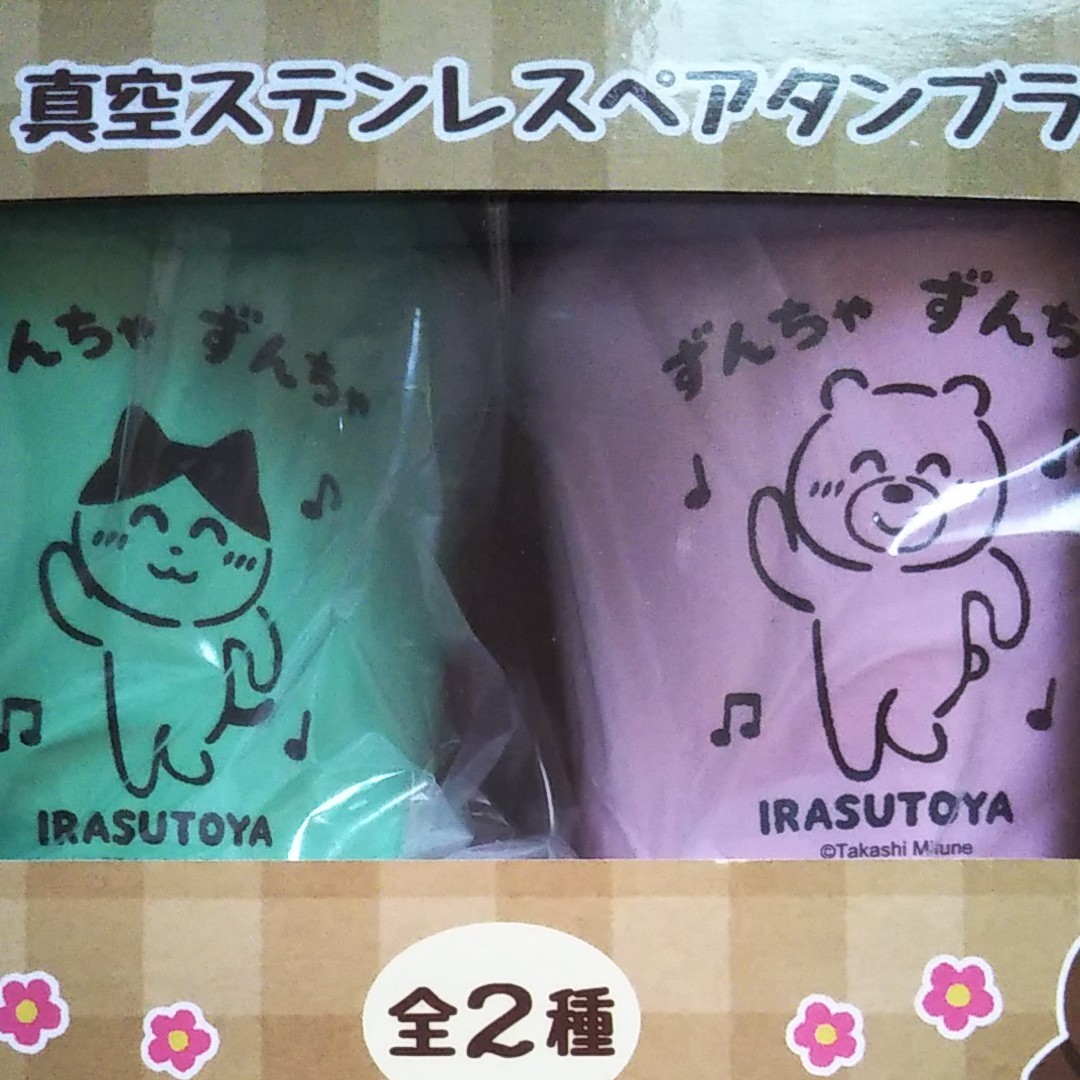 真空ステンレスペアタンブラ
んちゃ ずんちゃ
ずんちゃ ずんち
IRASUTOYA
IRASUTOYA
©Takashi Mifune
全2種